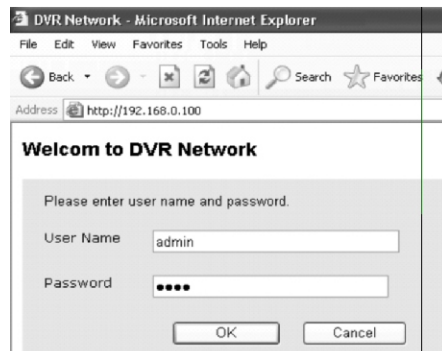 DVR Network - Microsoft Internet Explorer
File Edit View Favorites Tools Help
Back Search Favorites
Address http://192.168.0.100
Welcom to DVR Network
Please enter user name and password.
User Name admin
Password ●●●●
OK Cancel